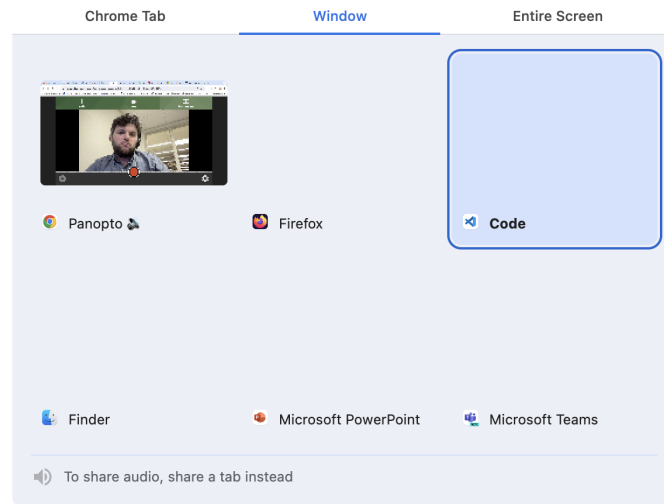 Chrome Tab
Window
Entire Screen
Panopto 🔊
Firefox
Code
Finder
Microsoft PowerPoint
Microsoft Teams
To share audio, share a tab instead